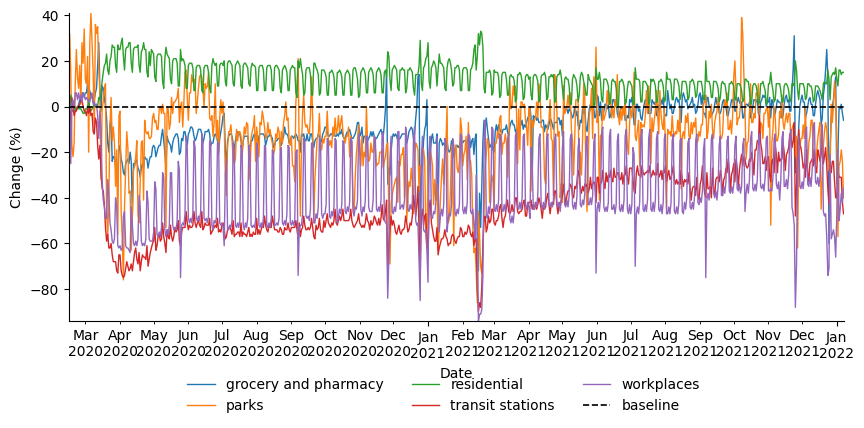 Change (%)
40
20
0
−20
−40
−60
−80
Mar Apr May Jun Jul Aug Sep Oct Nov Dec Jan Feb Mar Apr May Jun Jul Aug Sep Oct Nov Dec Jan
2020 2020 2020 2020 2020 2020 2020 2020 2020 2020 2021 2021 2021 2021 2021 2021 2021 2021 2021 2021 2021 2021 2022
Date
grocery and pharmacy residential workplaces
parks transit stations baseline